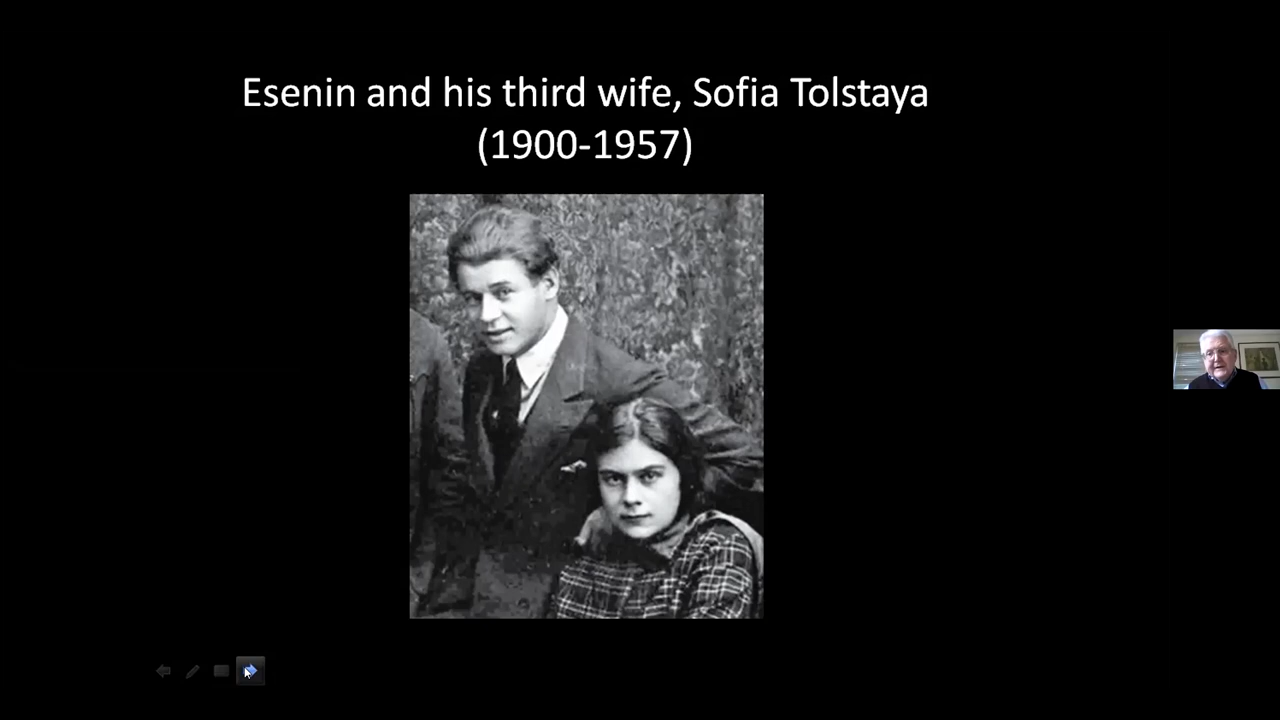 Esenin and his third wife, Sofia Tolstaya
(1900-1957)